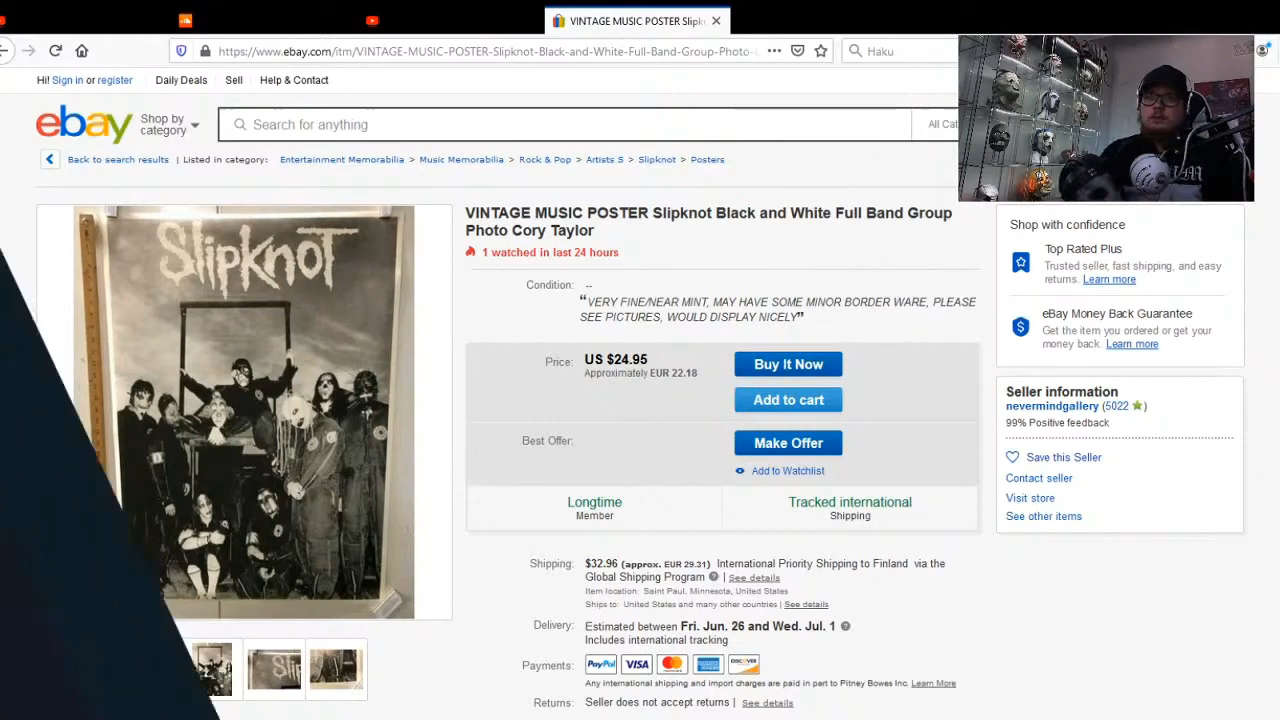 VINTAGE MUSIC POSTER Slipk
https://www.ebay.com/itm/VINTAGE-MUSIC-POSTER-Slipknot-Black-and-White-Full-Band-Group-Photo-C
Haku
Hi! Sign in or register
Daily Deals
Sell
Help & Contact
ebay
Shop by
category
Search for anything
All Cat
Back to search results
Listed in category:
Entertainment Memorabilia > Music Memorabilia > Rock & Pop > Artists S > Slipknot > Posters
SlipknoT
VINTAGE MUSIC POSTER Slipknot Black and White Full Band Group
Photo Cory Taylor
1 watched in last 24 hours
Condition: --
“VERY FINE/NEAR MINT, MAY HAVE SOME MINOR BORDER WARE, PLEASE
SEE PICTURES, WOULD DISPLAY NICELY”
Price: US $24.95
Approximately EUR 22.18
Buy It Now
Add to cart
Best Offer:
Make Offer
Add to Watchlist
Longtime
Member
Tracked international
Shipping
Shipping: $32.96 (approx. EUR 29.31) International Priority Shipping to Finland via the
Global Shipping Program | See details
Item location: Saint Paul, Minnesota, United States
Ships to: United States and many other countries | See details
Delivery: Estimated between Fri. Jun. 26 and Wed. Jul. 1
Includes international tracking
Payments: PayPal VISA
Any international shipping and import charges are paid in part to Pitney Bowes Inc. Learn More
Returns: Seller does not accept returns | See details
Shop with confidence
Top Rated Plus
Trusted seller, fast shipping, and easy
returns. Learn more
eBay Money Back Guarantee
Get the item you ordered or get your
money back. Learn more
Seller information
nevermindgallery (5022)
99% Positive feedback
Save this Seller
Contact seller
Visit store
See other items